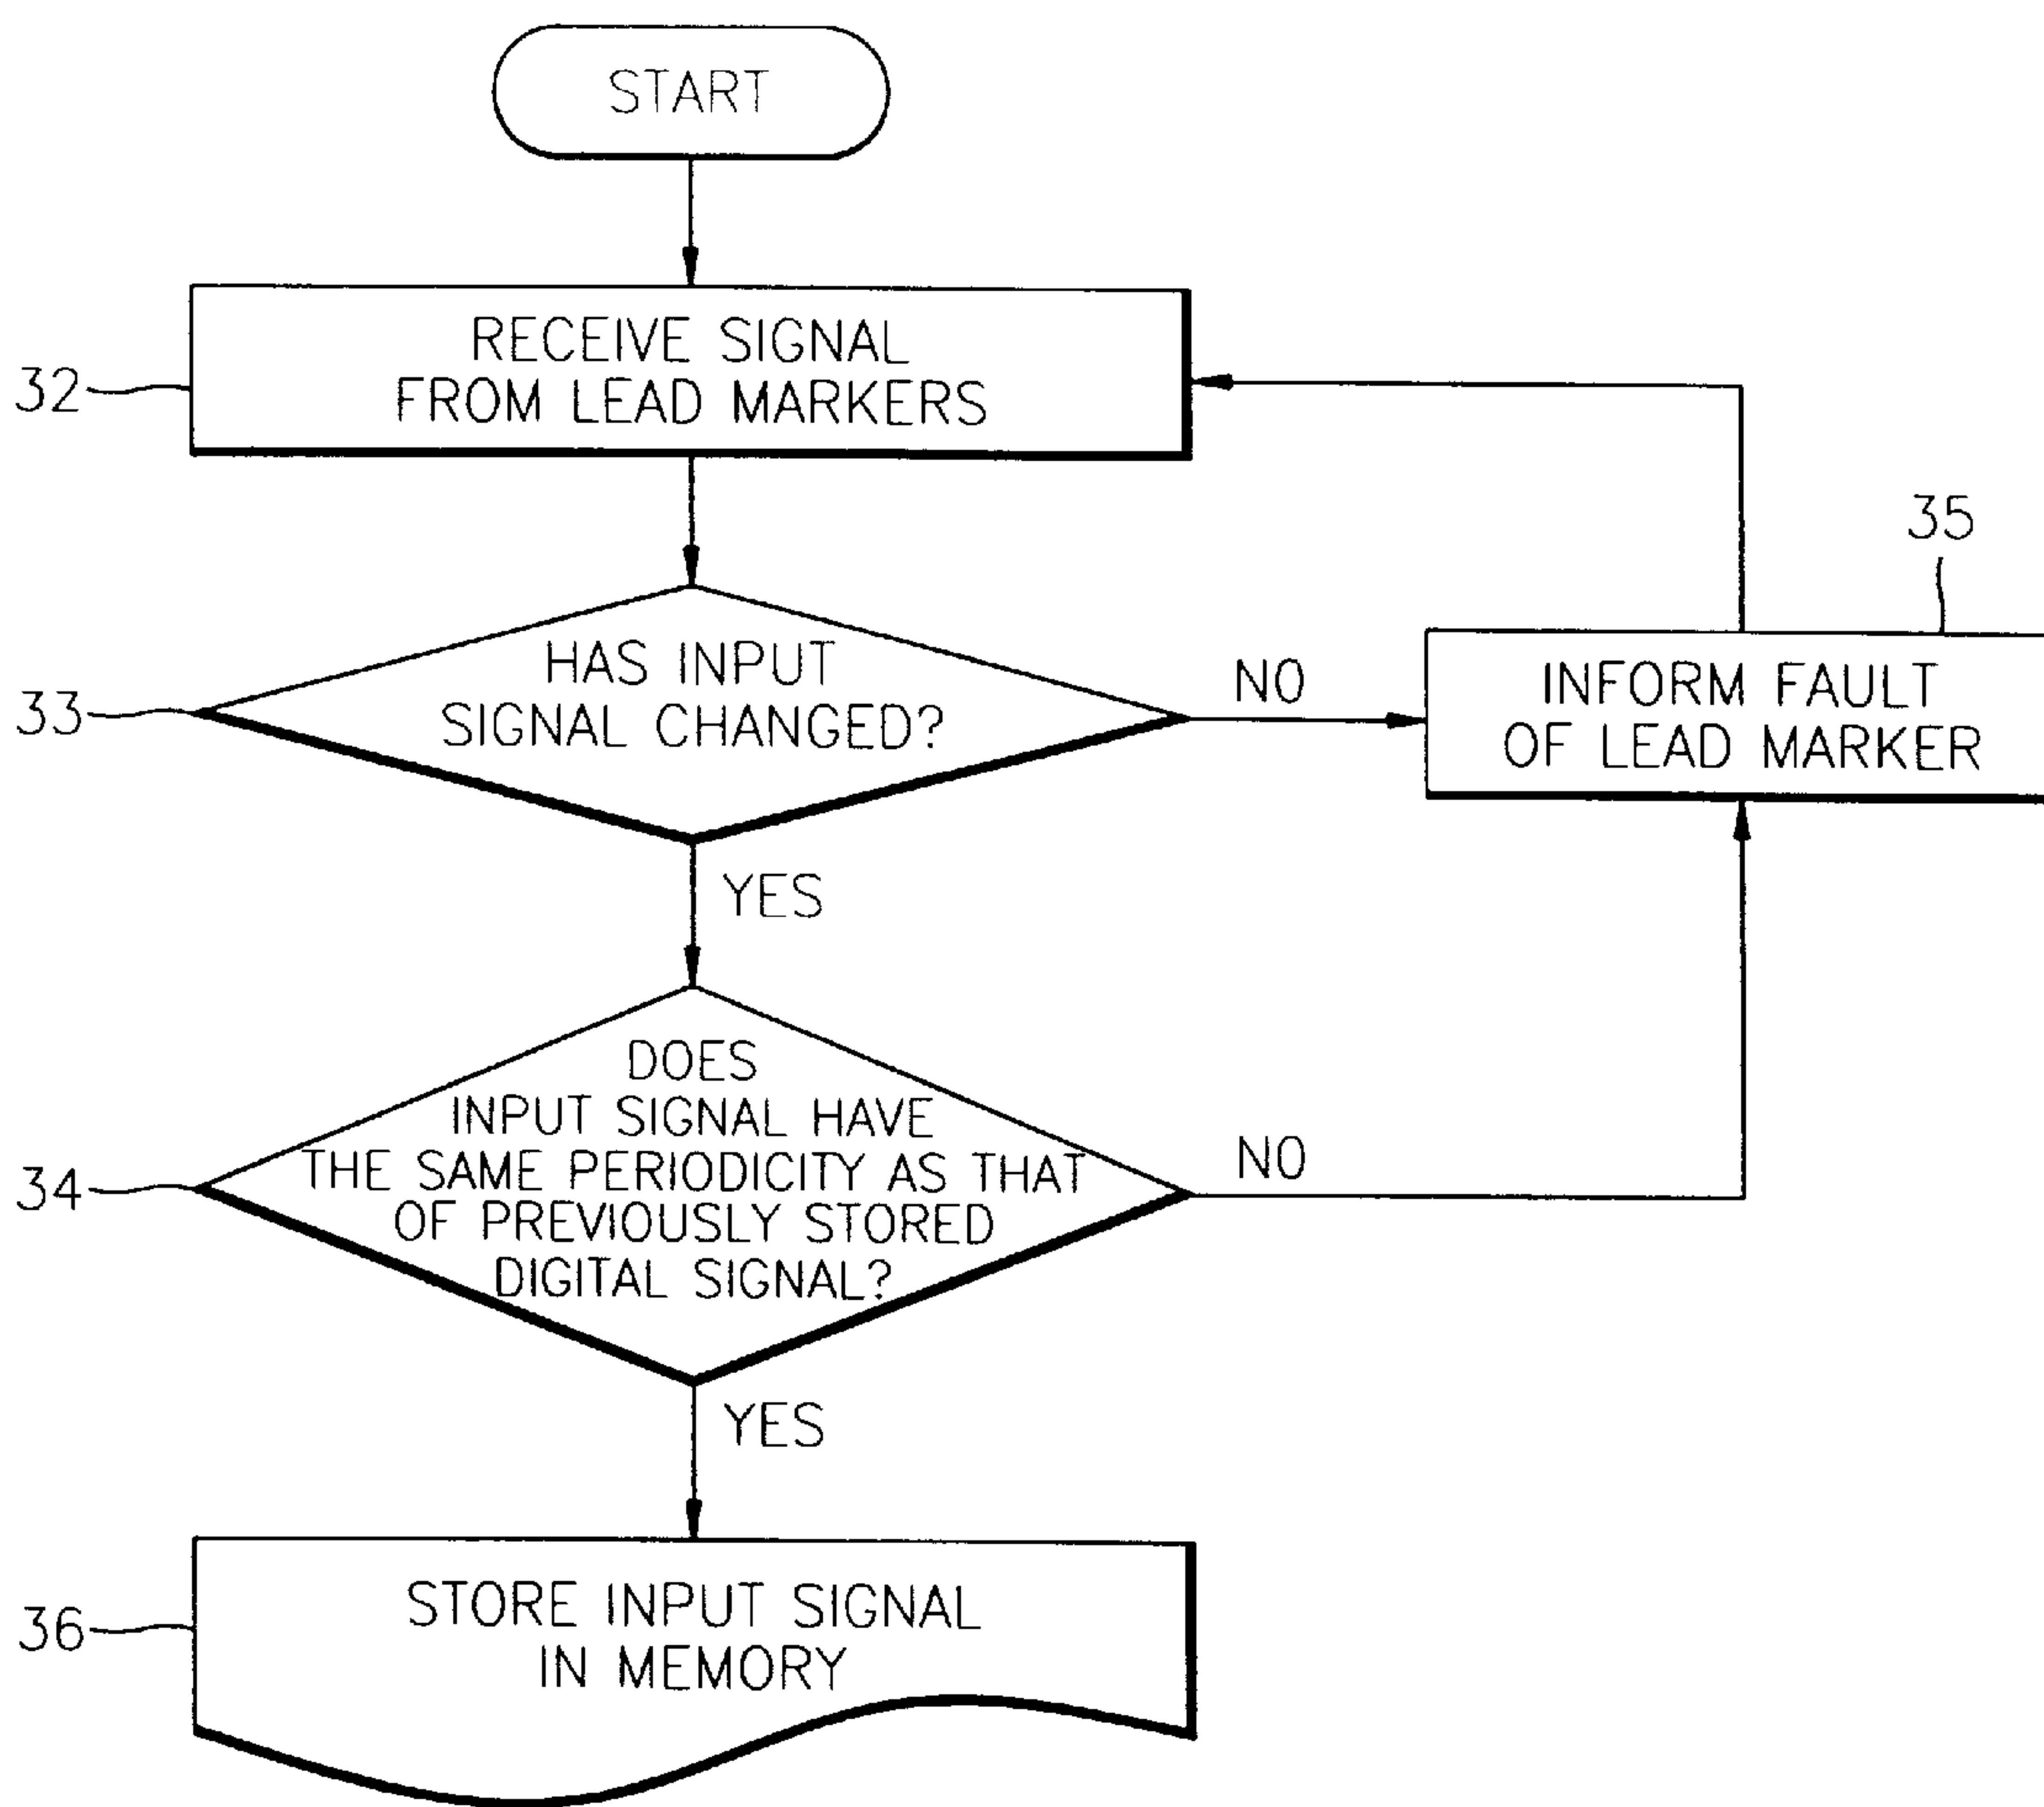 START
RECEIVE SIGNAL
FROM LEAD MARKERS
32
35
HAS INPUT
SIGNAL CHANGED?
33
NO
INFORM FAULT
OF LEAD MARKER
YES
DOES
INPUT SIGNAL HAVE
THE SAME PERIODICITY AS THAT
OF PREVIOUSLY STORED
DIGITAL SIGNAL?
34
NO
YES
STORE INPUT SIGNAL
IN MEMORY
36